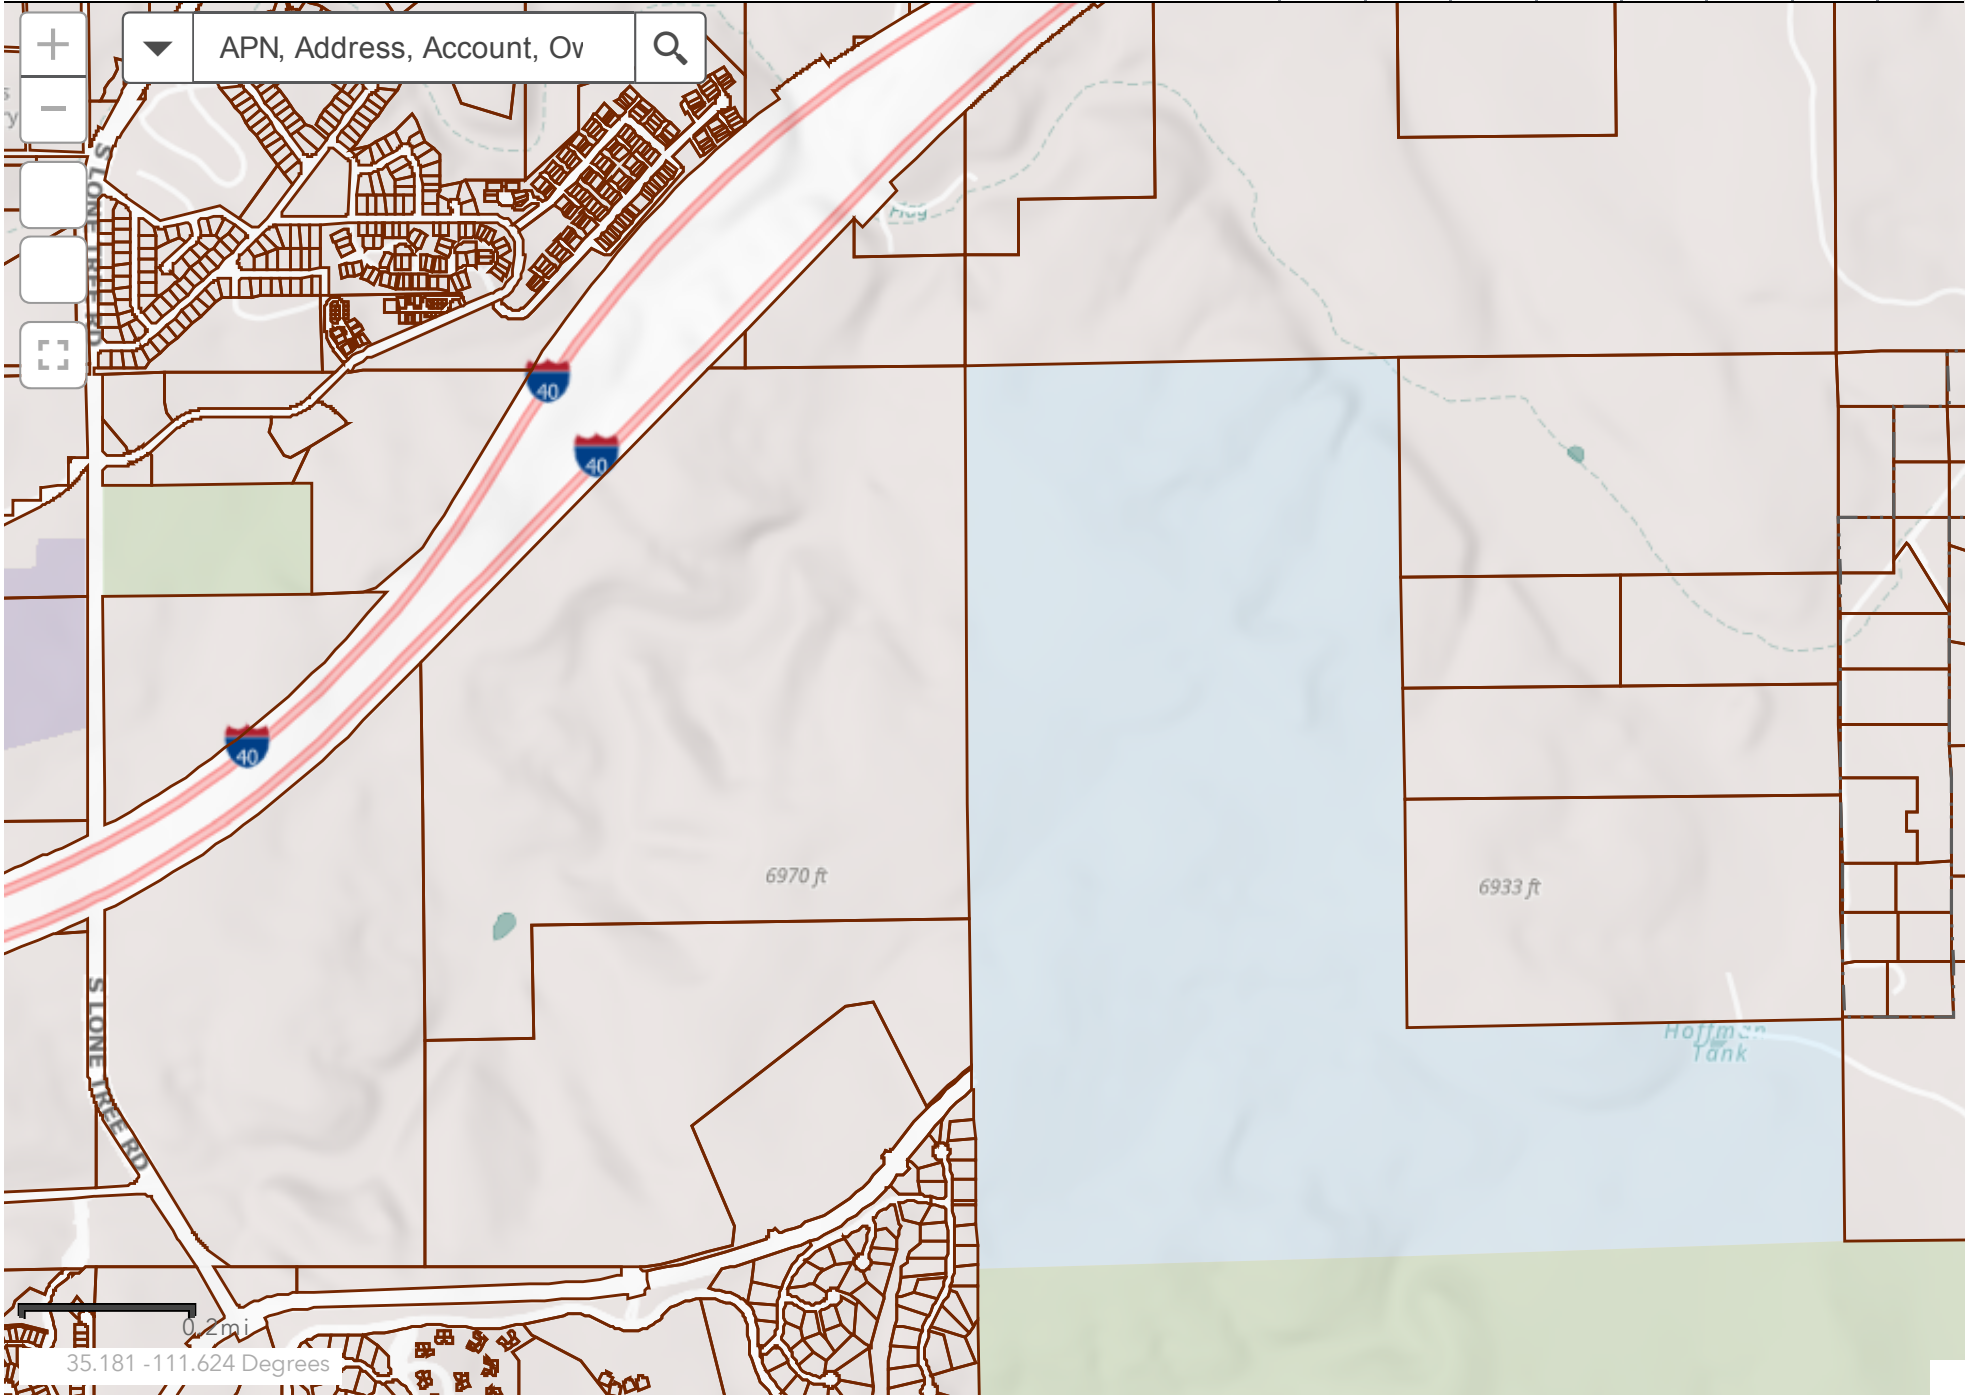 APN, Address, Account, Ov
S LONE TREE RD
Flag
40
40
40
6970 ft
6933 ft
S LONE TREE RD
Hoffman
Tank
0.2mi
35.181 -111.624 Degrees